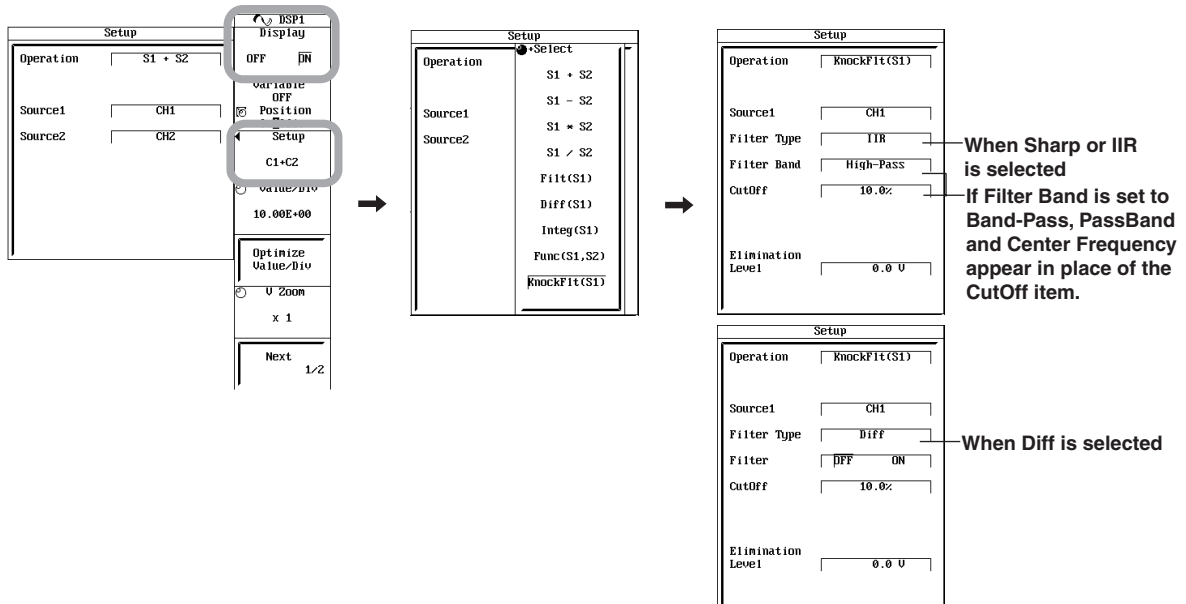 Setup
Operation S1 + S2
Source1 CH1
Source2 CH2
DSP1
Display
OFF ON
Variable
OFF
Position
Setup
C1+C2
Value/Div
10.00E+00
Optimize
Value/Div
V Zoom
x 1
Next
1/2
Setup
Operation
Source1
Source2
Select
S1 + S2
S1 - S2
S1 * S2
S1 / S2
Filt(S1)
Diff(S1)
Integ(S1)
Func(S1,S2)
KnockFlt(S1)
Setup
Operation KnockFlt(S1)
Source1 CH1
Filter Type IIR
Filter Band High-Pass
CutOff 10.0%
Elimination
Level 0.0 V
When Sharp or IIR
is selected
If Filter Band is set to
Band-Pass, PassBand
and Center Frequency
appear in place of the
CutOff item.
Setup
Operation KnockFlt(S1)
Source1 CH1
Filter Type Diff
Filter OFF ON
CutOff 10.0%
Elimination
Level 0.0 V
When Diff is selected